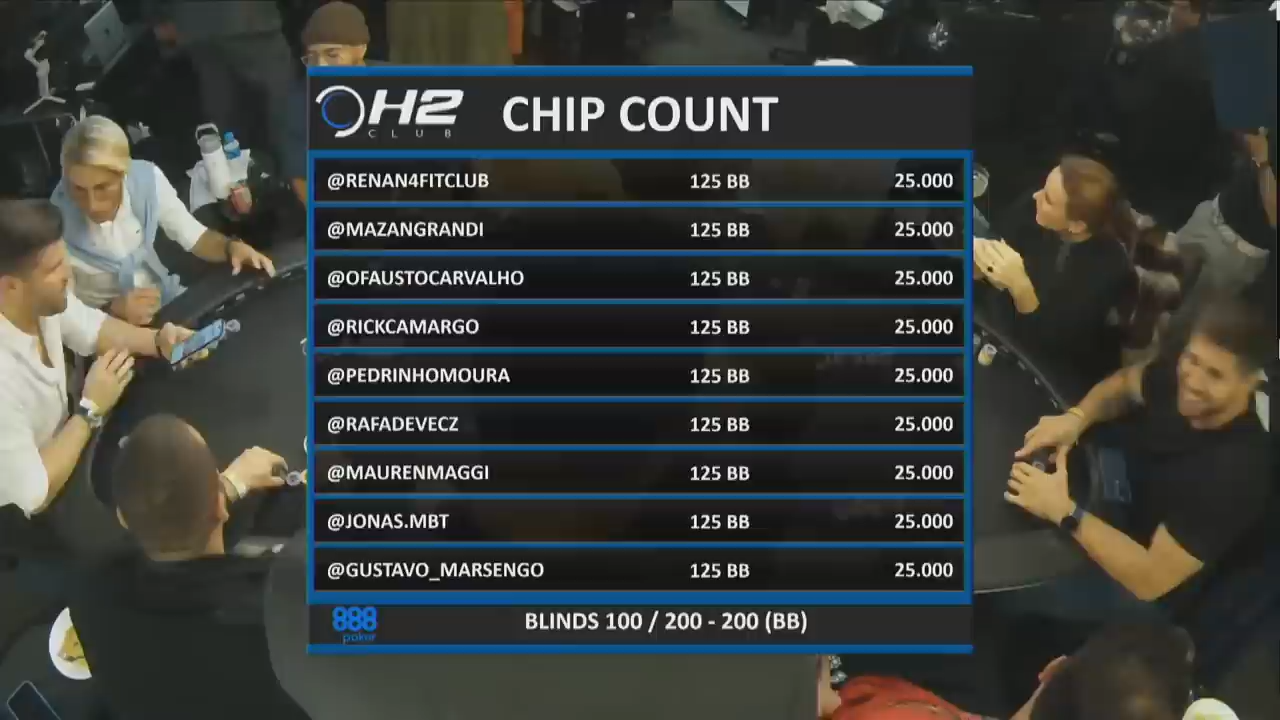 H2
CLUB
CHIP COUNT
@RENAN4FITCLUB 125 BB 25.000
@MAZANGRANDI 125 BB 25.000
@OFAUSTOCARVALHO 125 BB 25.000
@RICKCAMARGO 125 BB 25.000
@PEDRINHOMOURA 125 BB 25.000
@RAFADEVECZ 125 BB 25.000
@MAURENMAGGI 125 BB 25.000
@JONAS.MBT 125 BB 25.000
@GUSTAVO_MARSENGO 125 BB 25.000
888
poker
BLINDS 100 / 200 - 200 (BB)